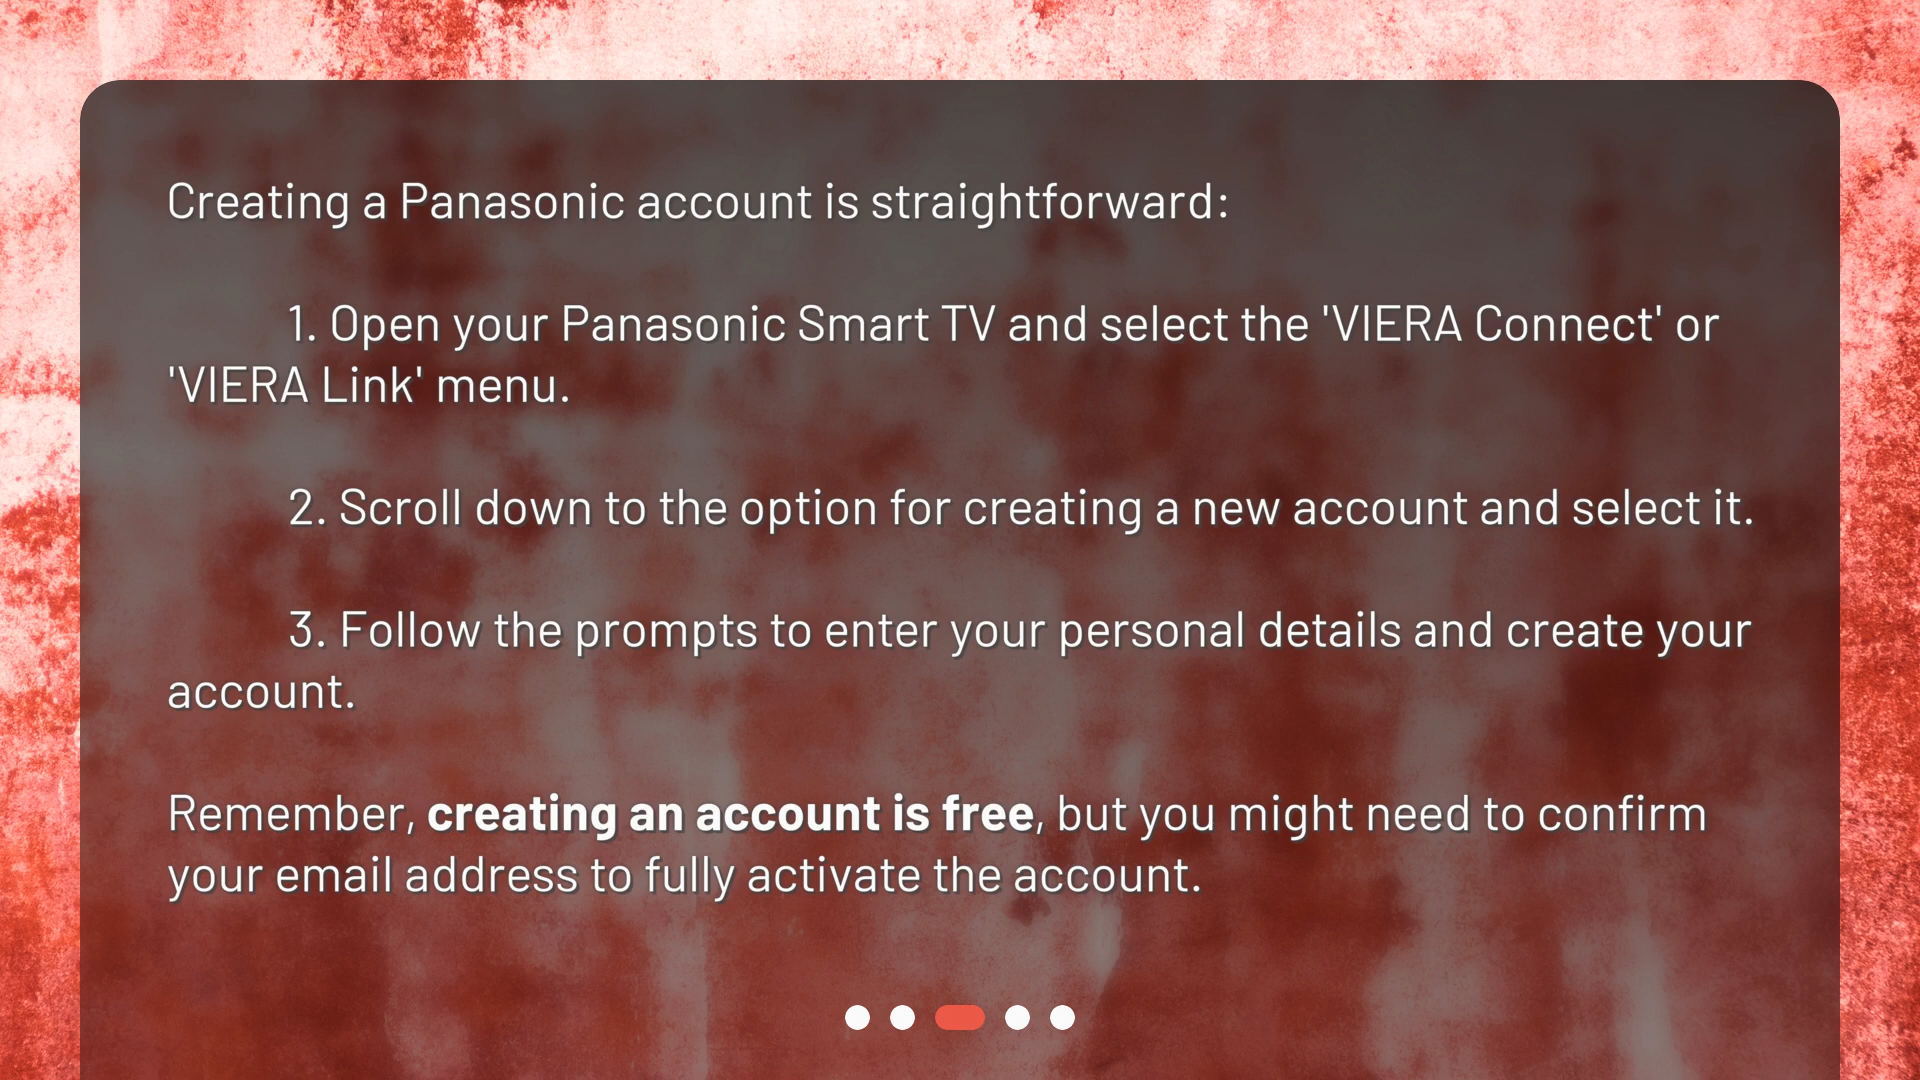 Creating a Panasonic account is straightforward:
1. Open your Panasonic Smart TV and select the 'VIERA Connect' or
'VIERA Link' menu.
2. Scroll down to the option for creating a new account and select it.
3. Follow the prompts to enter your personal details and create your
account.
Remember, creating an account is free, but you might need to confirm
your email address to fully activate the account.